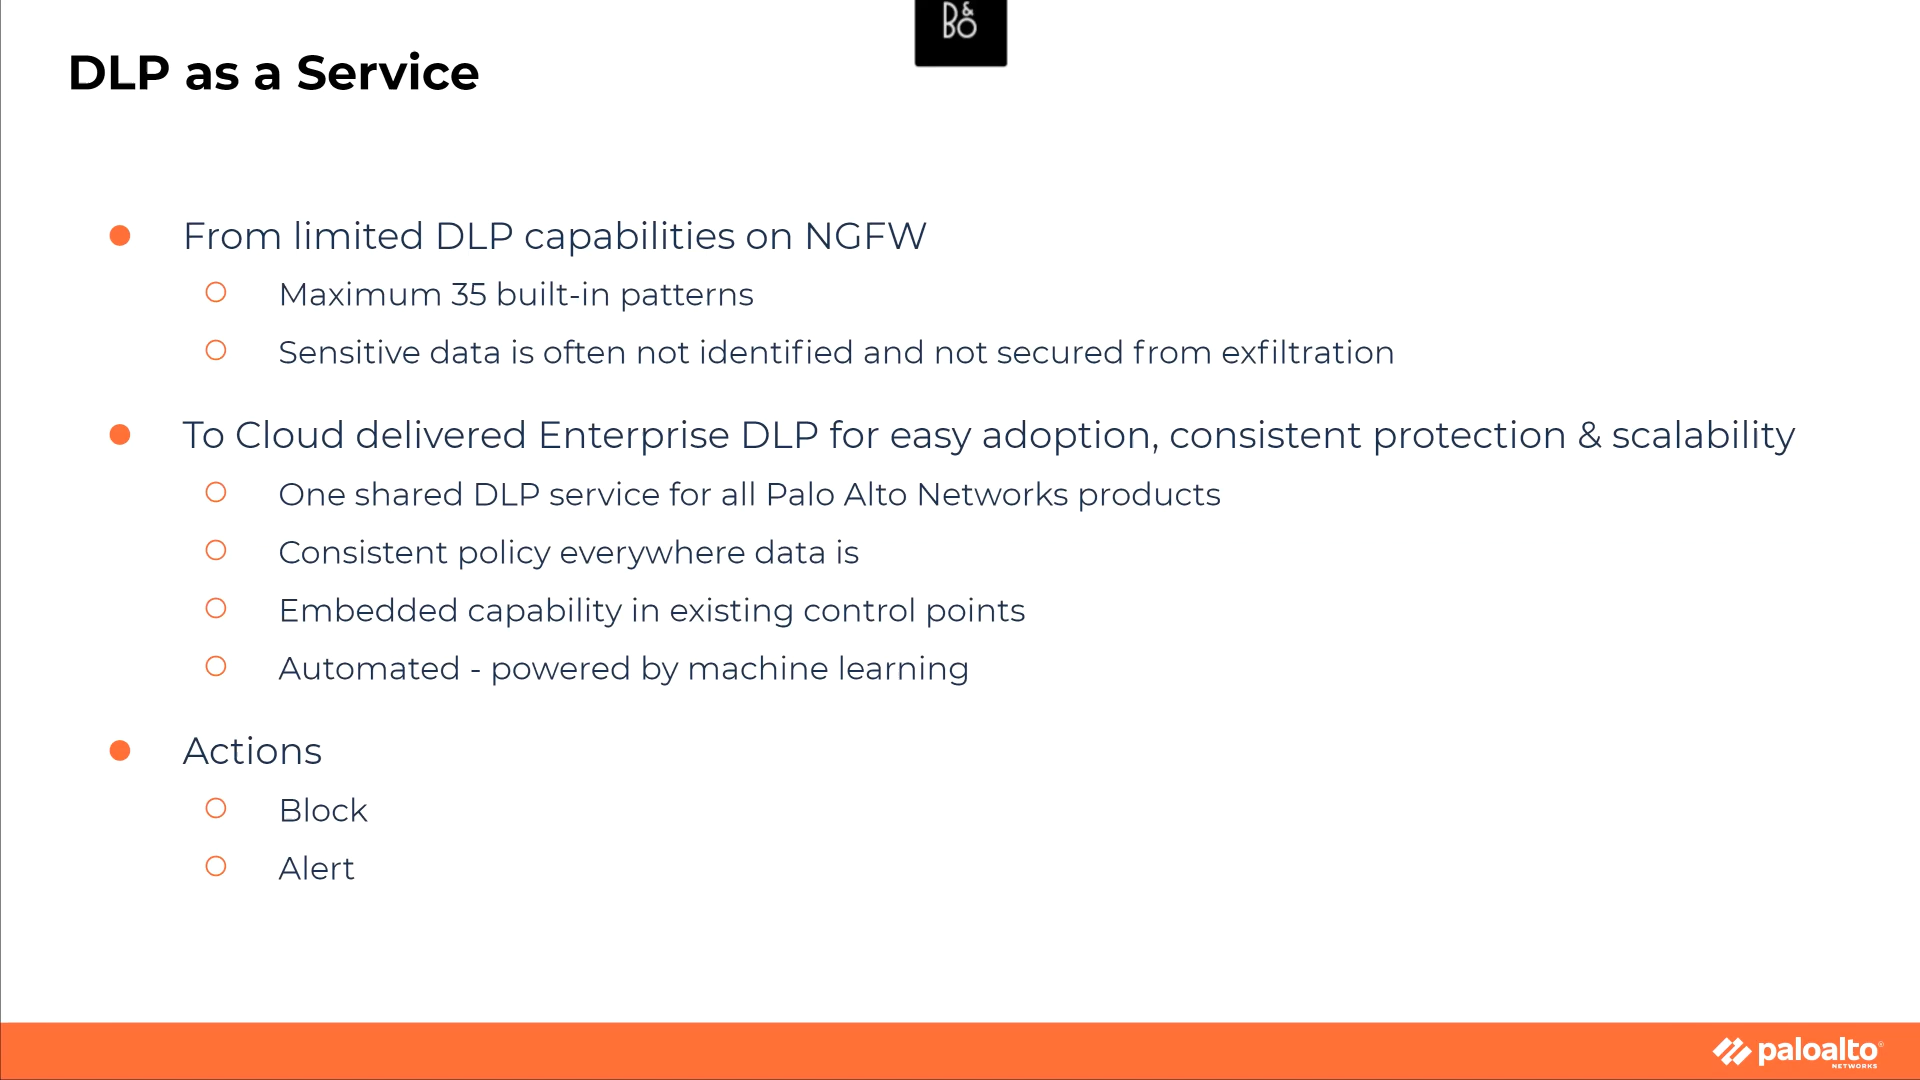 B&O
DLP as a Service
From limited DLP capabilities on NGFW
Maximum 35 built-in patterns
Sensitive data is often not identified and not secured from exfiltration
To Cloud delivered Enterprise DLP for easy adoption, consistent protection & scalability
One shared DLP service for all Palo Alto Networks products
Consistent policy everywhere data is
Embedded capability in existing control points
Automated - powered by machine learning
Actions
Block
Alert
paloalto®
NETWORKS